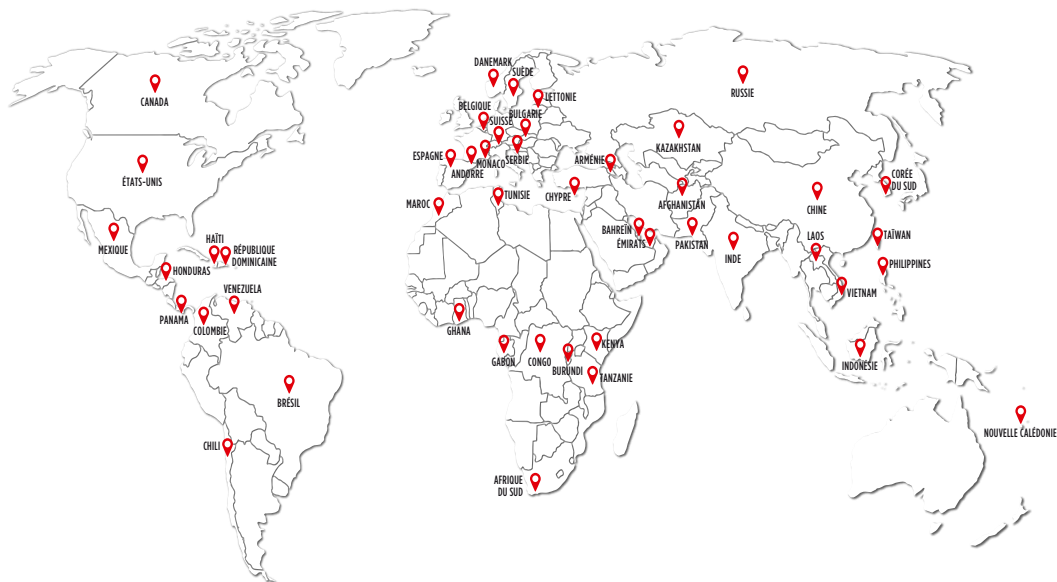 DANEMARK
SUÈDE
RUSSIE
CANADA
LETTONIE
BELGIQUE
BULGARIE
SUISSE
KAZAKHSTAN
ESPAGNE
MONACO
SERBIE
ARMÉNIE
ANDORRE
ÉTATS-UNIS
CORÉE
DU SUD
TUNISIE
CHYPRE
MAROC
AFGHANISTAN
CHINE
BAHREÏN
ÉMIRATS
PAKISTAN
INDE
LAOS
TAÏWAN
MEXIQUE
HAÏTI
RÉPUBLIQUE
DOMINICAINE
HONDURAS
PHILIPPINES
VENEZUELA
VIETNAM
PANAMA
COLOMBIE
GHANA
GABON
CONGO
KENYA
BURUNDI
TANZANIE
INDONÉSIE
BRÉSIL
NOUVELLE CALÉDONIE
CHILI
AFRIQUE
DU SUD